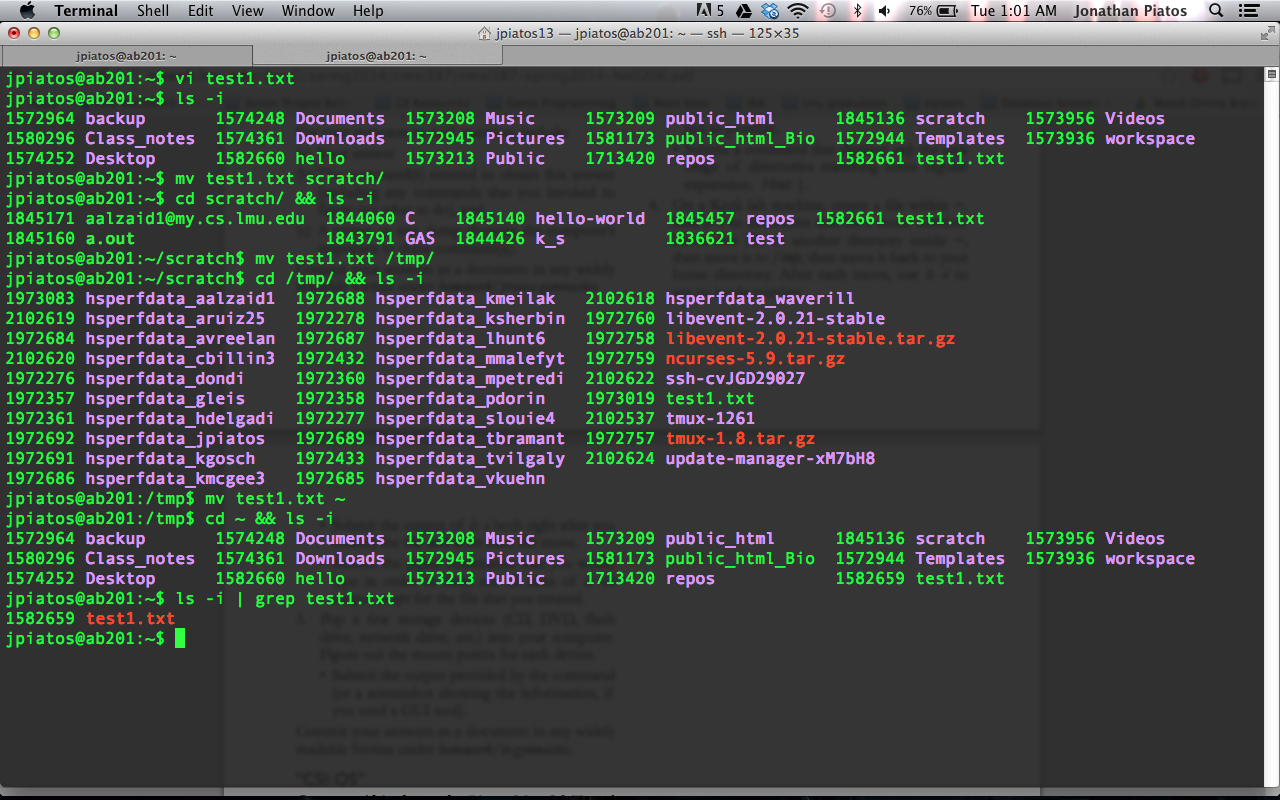 Terminal Shell Edit View Window Help 5 76% Tue 1:01 AM Jonathan Piatos
jpiatos13 — jpiatos@ab201: ~ — ssh — 125×35
jpiatos@ab201: ~ jpiatos@ab201: ~
jpiatos@ab201:~$ vi test1.txt
jpiatos@ab201:~$ ls -i
1572964 backup 1574248 Documents 1573208 Music 1573209 public_html 1845136 scratch 1573956 Videos
1580296 Class_notes 1574361 Downloads 1572945 Pictures 1581173 public_html_Bio 1572944 Templates 1573936 workspace
1574252 Desktop 1582660 hello 1573213 Public 1713420 repos 1582661 test1.txt
jpiatos@ab201:~$ mv test1.txt scratch/
jpiatos@ab201:~$ cd scratch/ && ls -i
1845171 aalzaid1@my.cs.lmu.edu 1844060 C 1845140 hello-world 1845457 repos 1582661 test1.txt
1845160 a.out 1843791 GAS 1844426 k_s 1836621 test
jpiatos@ab201:~/scratch$ mv test1.txt /tmp/
jpiatos@ab201:~/scratch$ cd /tmp/ && ls -i
1973083 hsperfdata_aalzaid1 1972688 hsperfdata_kmeilak 2102618 hsperfdata_waverill
2102619 hsperfdata_aruiz25 1972278 hsperfdata_ksherbin 1972760 libevent-2.0.21-stable
1972684 hsperfdata_avreelan 1972687 hsperfdata_lhunt6 1972758 libevent-2.0.21-stable.tar.gz
2102620 hsperfdata_cbillin3 1972432 hsperfdata_mmalefyt 1972759 ncurses-5.9.tar.gz
1972276 hsperfdata_dondi 1972360 hsperfdata_mpetredi 2102622 ssh-cvJGD29027
1972357 hsperfdata_gleis 1972358 hsperfdata_pdorin 1973019 test1.txt
1972361 hsperfdata_hdelgadi 1972277 hsperfdata_slouie4 2102537 tmux-1261
1972692 hsperfdata_jpiatos 1972689 hsperfdata_tbramant 1972757 tmux-1.8.tar.gz
1972691 hsperfdata_kgosch 1972433 hsperfdata_tvilgaly 2102624 update-manager-xM7bH8
1972686 hsperfdata_kmcgee3 1972685 hsperfdata_vkuehn
jpiatos@ab201:/tmp$ mv test1.txt ~
jpiatos@ab201:/tmp$ cd ~ && ls -i
1572964 backup 1574248 Documents 1573208 Music 1573209 public_html 1845136 scratch 1573956 Videos
1580296 Class_notes 1574361 Downloads 1572945 Pictures 1581173 public_html_Bio 1572944 Templates 1573936 workspace
1574252 Desktop 1582660 hello 1573213 Public 1713420 repos 1582659 test1.txt
jpiatos@ab201:~$ ls -i | grep test1.txt
1582659 test1.txt
jpiatos@ab201:~$